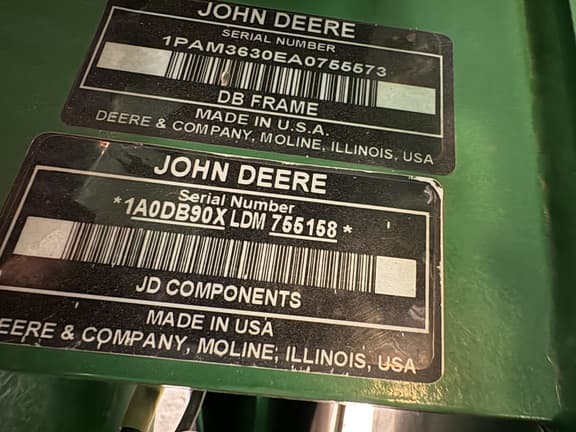 JOHN DEERE
SERIAL NUMBER
1PAM3630EA0755573
DB FRAME
MADE IN U.S.A.
DEERE & COMPANY, MOLINE, ILLINOIS, USA
JOHN DEERE
Serial Number
*1A0DB90X LDM 755158*
JD COMPONENTS
MADE IN USA
EERE & COMPANY, MOLINE, ILLINOIS, USA